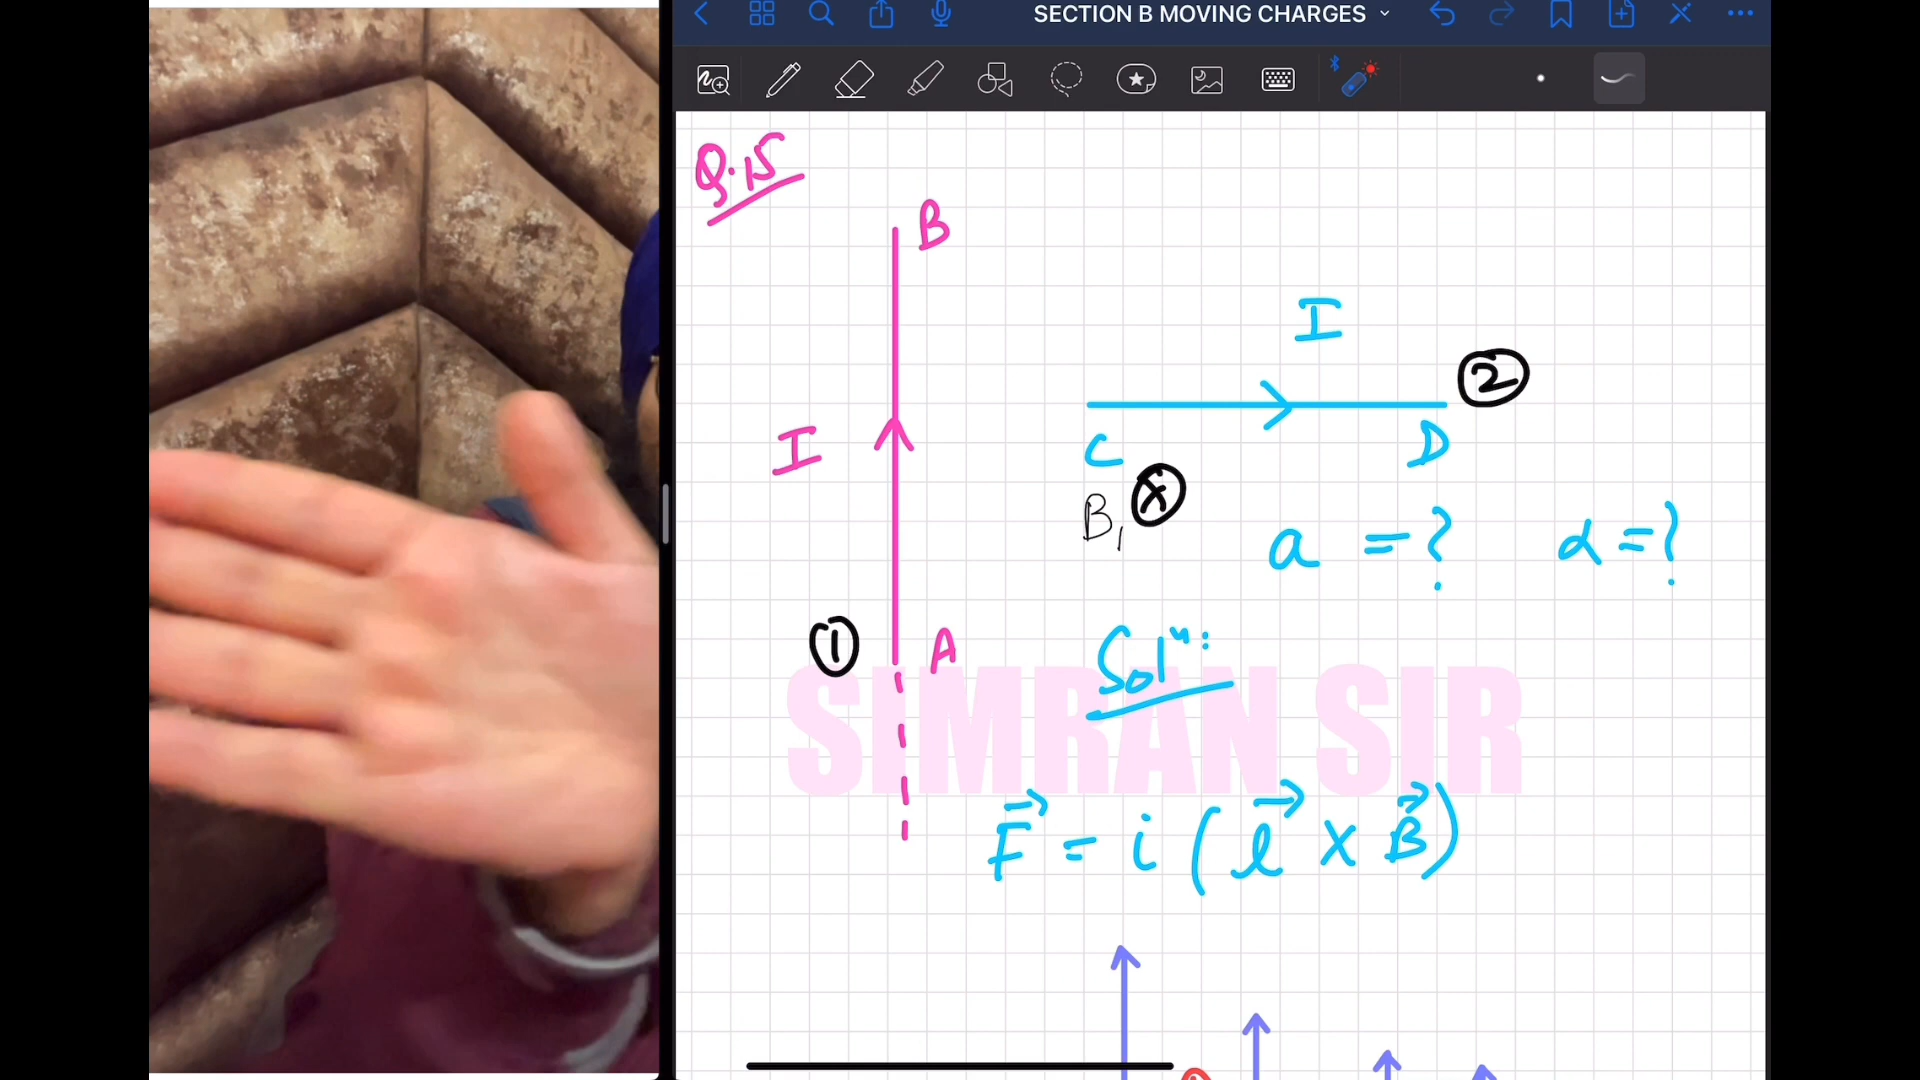 SECTION B MOVING CHARGES
Q.15
B
I
2
I
C
D
B₁ ⊗
a = ?
α = ?
1
A
Solⁿ:
SIMRAN SIR
F⃗ = i (l⃗ × B⃗)